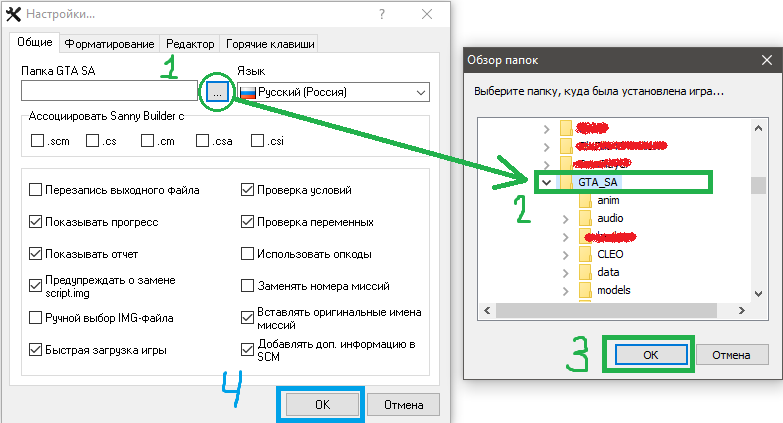 Настройки...
Общие
Форматирование
Редактор
Горячие клавиши
1
Папка GTA SA
Язык
...
Русский (Россия)
Ассоциировать Sanny Builder с
.scm
.cs
.cm
.csa
.csi
Перезапись выходного файла
Проверка условий
Показывать прогресс
Проверка переменных
Показывать отчет
Использовать опкоды
Предупреждать о замене
script.img
Заменять номера миссий
Ручной выбор IMG-файла
Вставлять оригинальные имена
миссий
Быстрая загрузка игры
Добавлять доп. информацию в
SCM
4
OK
Отмена
Обзор папок
Выберите папку, куда была установлена игра...
GTA_SA
2
anim
audio
CLEO
data
models
3
OK
Отмена